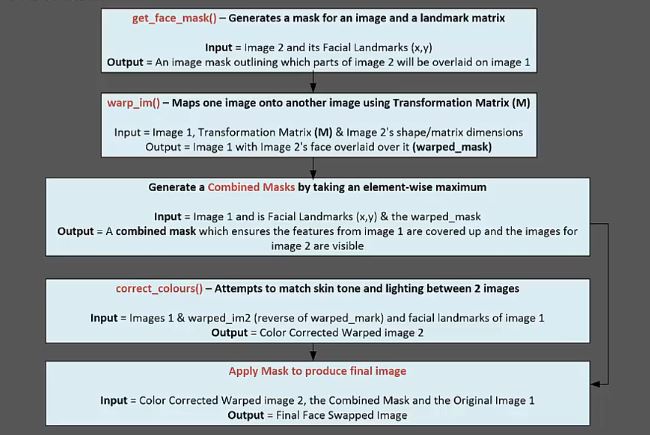 get_face_mask() – Generates a mask for an image and a landmark matrix
Input = Image 2 and its Facial Landmarks (x,y)
Output = An image mask outlining which parts of image 2 will be overlaid on image 1
warp_im() – Maps one image onto another image using Transformation Matrix (M)
Input = Image 1, Transformation Matrix (M) & Image 2's shape/matrix dimensions
Output = Image 1 with Image 2's face overlaid over it (warped_mask)
Generate a Combined Masks by taking an element-wise maximum
Input = Image 1 and is Facial Landmarks (x,y) & the warped_mask
Output = A combined mask which ensures the features from image 1 are covered up and the images for
image 2 are visible
correct_colours() – Attempts to match skin tone and lighting between 2 images
Input = Images 1 & warped_im2 (reverse of warped_mark) and facial landmarks of image 1
Output = Color Corrected Warped image 2
Apply Mask to produce final image
Input = Color Corrected Warped image 2, the Combined Mask and the Original Image 1
Output = Final Face Swapped Image